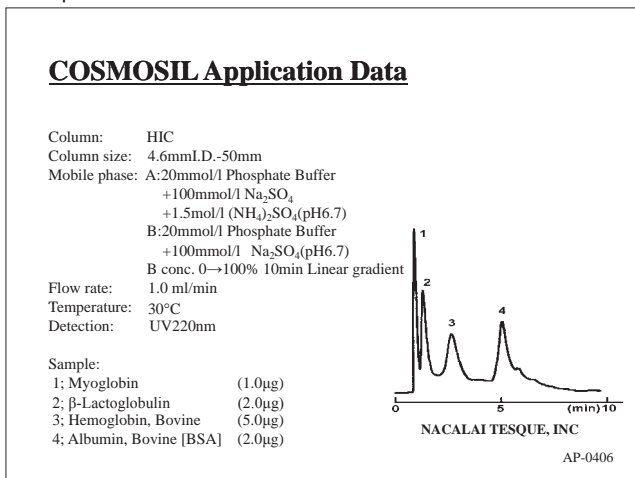 COSMOSIL Application Data
Column: HIC
Column size: 4.6mmI.D.-50mm
Mobile phase: A:20mmol/l Phosphate Buffer
+100mmol/l Na₂SO₄
+1.5mol/l (NH₄)₂SO₄(pH6.7)
B:20mmol/l Phosphate Buffer
+100mmol/l Na₂SO₄(pH6.7)
B conc. 0→100% 10min Linear gradient
Flow rate: 1.0 ml/min
Temperature: 30°C
Detection: UV220nm
Sample:
1; Myoglobin (1.0μg)
2; β-Lactoglobulin (2.0μg)
3; Hemoglobin, Bovine (5.0μg)
4; Albumin, Bovine [BSA] (2.0μg)
1
2
3
4
0 5 (min) 10
NACALAI TESQUE, INC
AP-0406